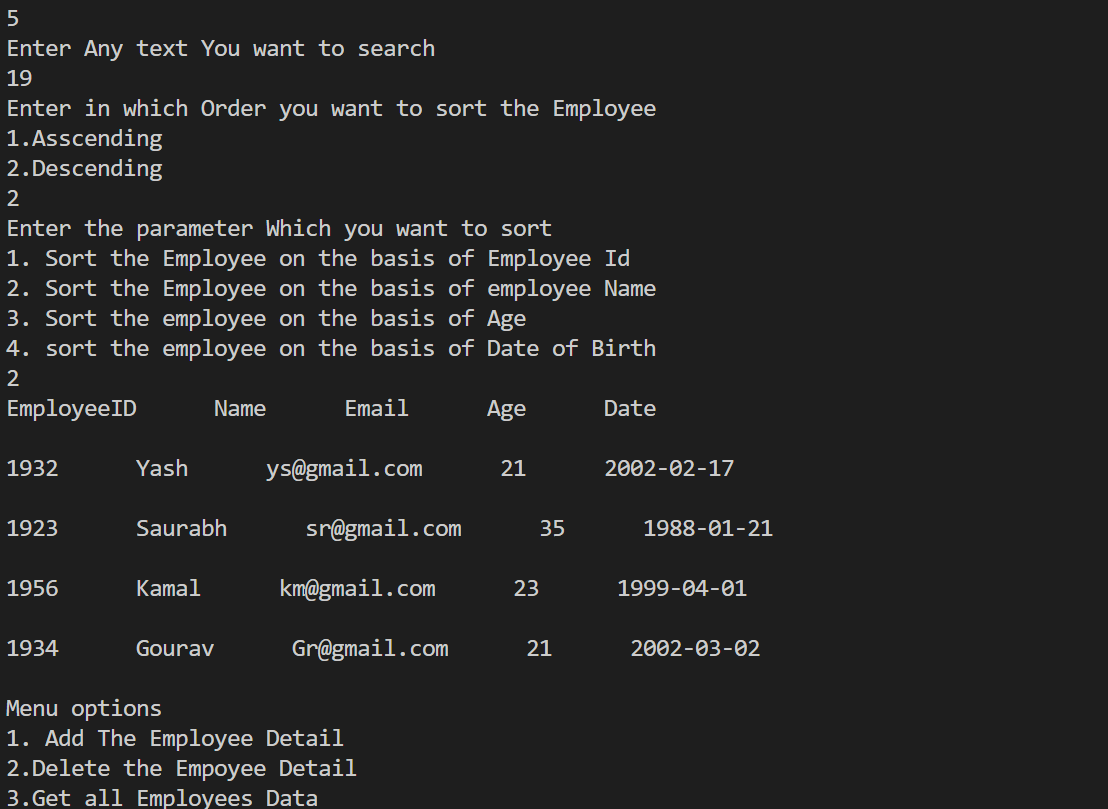 5
Enter Any text You want to search
19
Enter in which Order you want to sort the Employee
1.Asscending
2.Descending
2
Enter the parameter Which you want to sort
1. Sort the Employee on the basis of Employee Id
2. Sort the Employee on the basis of employee Name
3. Sort the employee on the basis of Age
4. sort the employee on the basis of Date of Birth
2
EmployeeID      Name      Email      Age      Date
1932      Yash      ys@gmail.com      21      2002-02-17
1923      Saurabh      sr@gmail.com      35      1988-01-21
1956      Kamal      km@gmail.com      23      1999-04-01
1934      Gourav      Gr@gmail.com      21      2002-03-02
Menu options
1. Add The Employee Detail
2.Delete the Empoyee Detail
3.Get all Employees Data